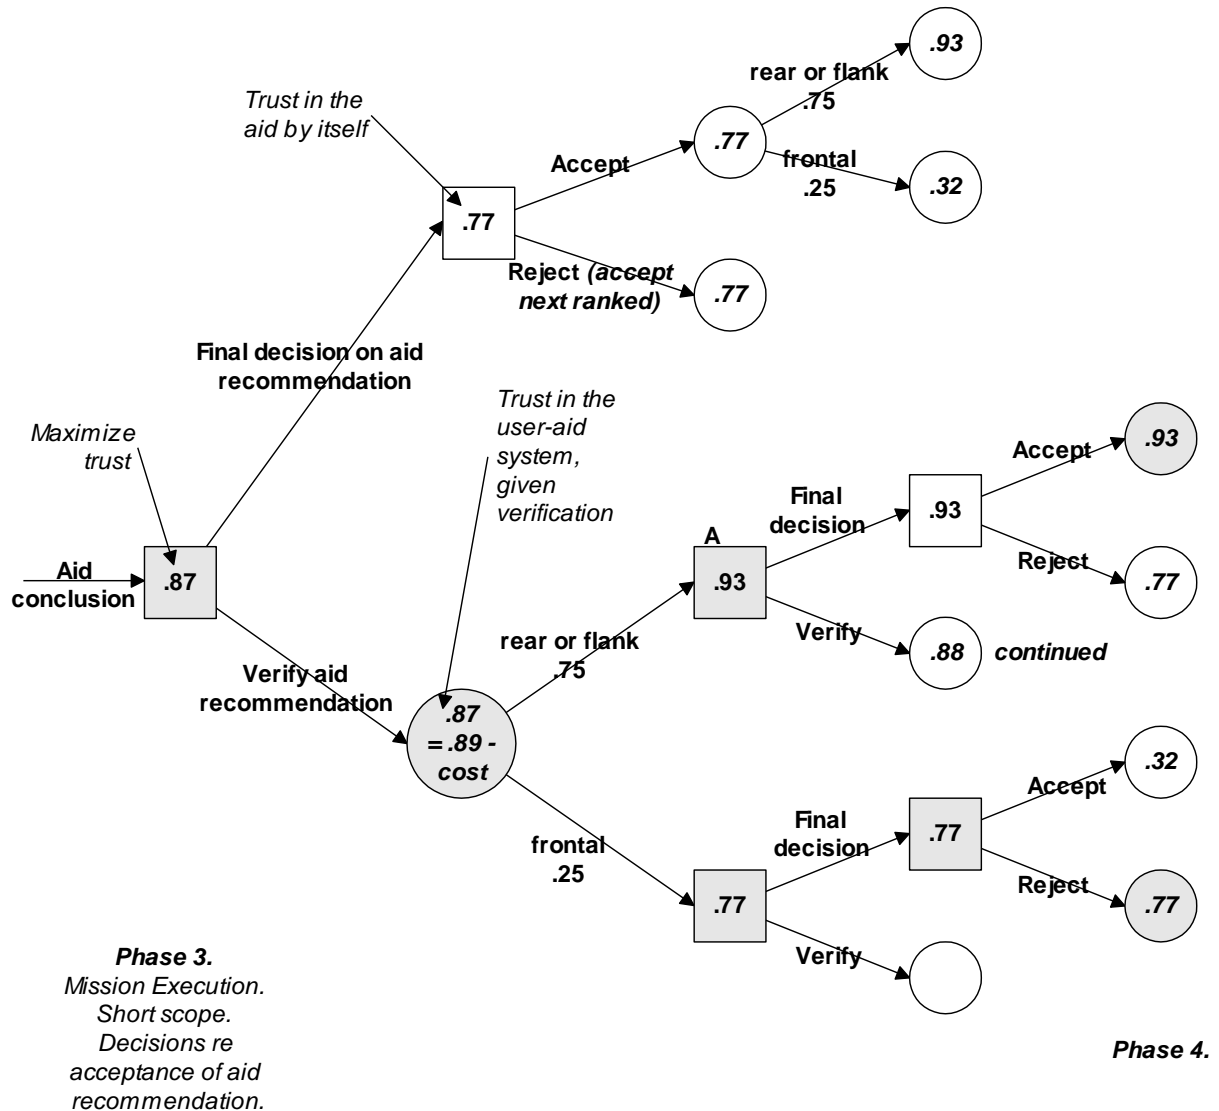 .93
rear or flank
.75
Trust in the
aid by itself
.77
Accept
frontal
.25
.32
.77
Reject (accept
next ranked)
.77
Final decision on aid
recommendation
Trust in the
user-aid
system,
given
verification
Maximize
trust
.93
Accept
Final
decision
.93
A
Aid
conclusion
.87
.93
Reject
.77
Verify
.88
continued
rear or flank
.75
Verify aid
recommendation
.87
= .89 -
cost
.32
Accept
Final
decision
.77
frontal
.25
Reject
.77
.77
Verify
Phase 3.
Mission Execution.
Short scope.
Decisions re
acceptance of aid
recommendation.
Phase 4.